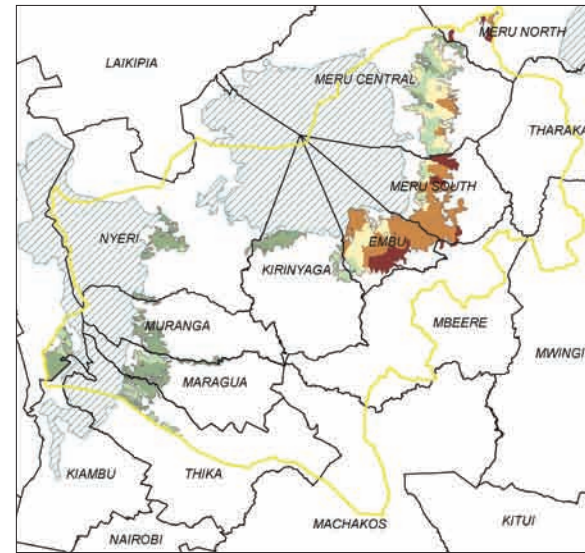 MERU NORTH
LAIKIPIA
MERU CENTRAL
THARAKA
MERU SOUTH
NYERI
EMBU
KIRINYAGA
MURANGA
MBEERE
MWINGI
MARAGUA
KIAMBU
THIKA
MACHAKOS
KITUI
NAIROBI